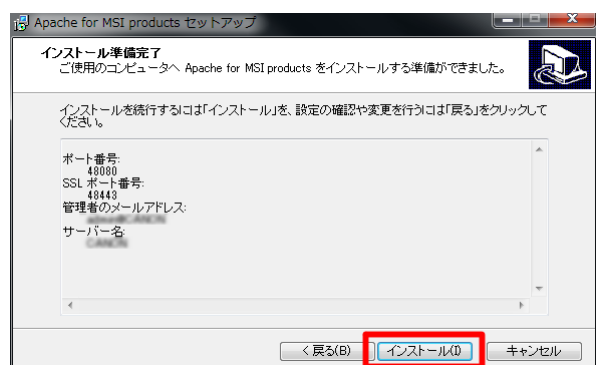 Apache for MSI products セットアップ
インストール準備完了
ご使用のコンピュータへ Apache for MSI products をインストールする準備ができました。
インストールを続行するには「インストール」を、設定の確認や変更を行うには「戻る」をクリックして
ください。
ポート番号:
48080
SSL ポート番号:
48443
管理者のメールアドレス:
サーバー名:
< 戻る(B)
インストール(I)
キャンセル